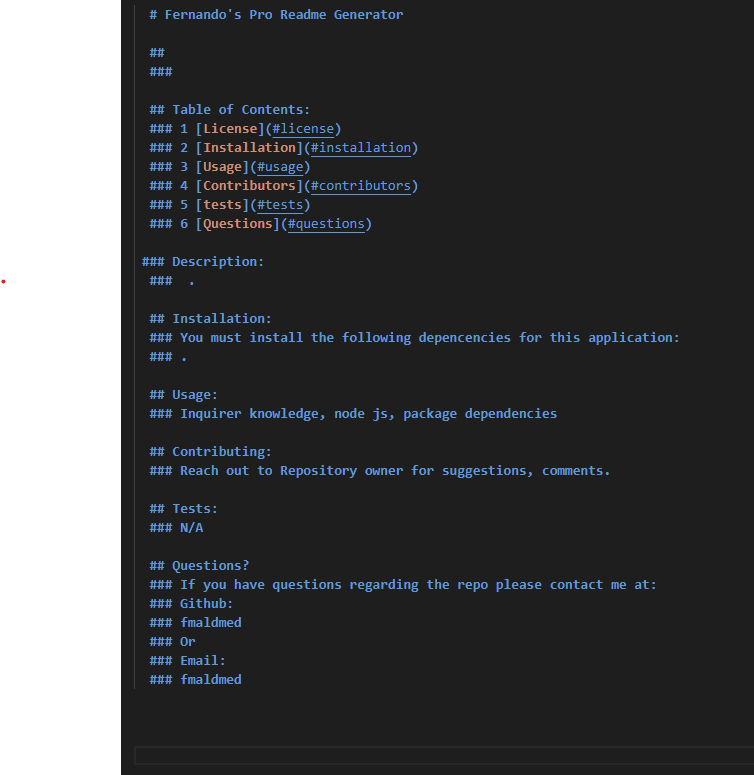 # Fernando's Pro Readme Generator
##
###
## Table of Contents:
### 1 [License](#license)
### 2 [Installation](#installation)
### 3 [Usage](#usage)
### 4 [Contributors](#contributors)
### 5 [tests](#tests)
### 6 [Questions](#questions)
### Description:
###  .
## Installation:
### You must install the following depencencies for this application:
### .
## Usage:
### Inquirer knowledge, node js, package dependencies
## Contributing:
### Reach out to Repository owner for suggestions, comments.
## Tests:
### N/A
## Questions?
### If you have questions regarding the repo please contact me at:
### Github:
### fmaldmed
### Or
### Email:
### fmaldmed